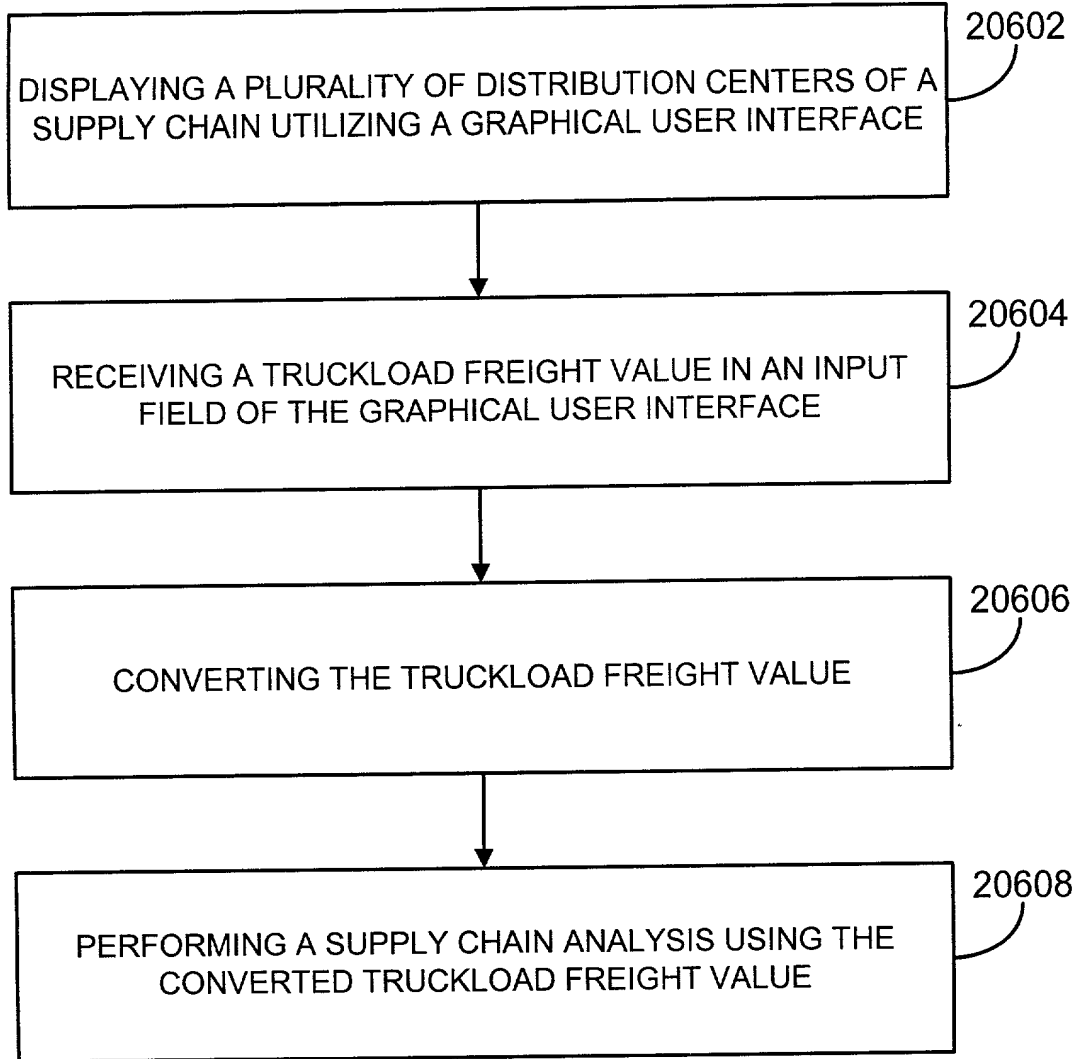 20602
DISPLAYING A PLURALITY OF DISTRIBUTION CENTERS OF A
SUPPLY CHAIN UTILIZING A GRAPHICAL USER INTERFACE
20604
RECEIVING A TRUCKLOAD FREIGHT VALUE IN AN INPUT
FIELD OF THE GRAPHICAL USER INTERFACE
20606
CONVERTING THE TRUCKLOAD FREIGHT VALUE
20608
PERFORMING A SUPPLY CHAIN ANALYSIS USING THE
CONVERTED TRUCKLOAD FREIGHT VALUE